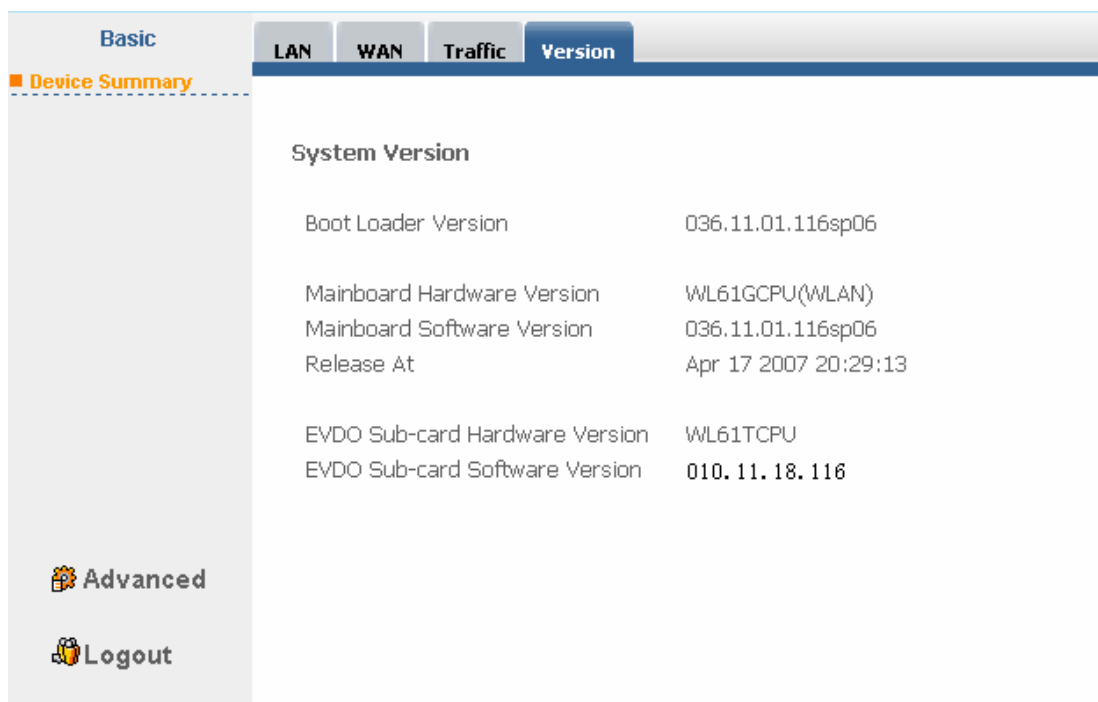 Basic
Device Summary
LAN WAN Traffic Version
System Version
Boot Loader Version 036.11.01.116sp06
Mainboard Hardware Version WL61GCPU(WLAN)
Mainboard Software Version 036.11.01.116sp06
Release At Apr 17 2007 20:29:13
EVDO Sub-card Hardware Version WL61TCPU
EVDO Sub-card Software Version 010.11.18.116
Advanced
Logout